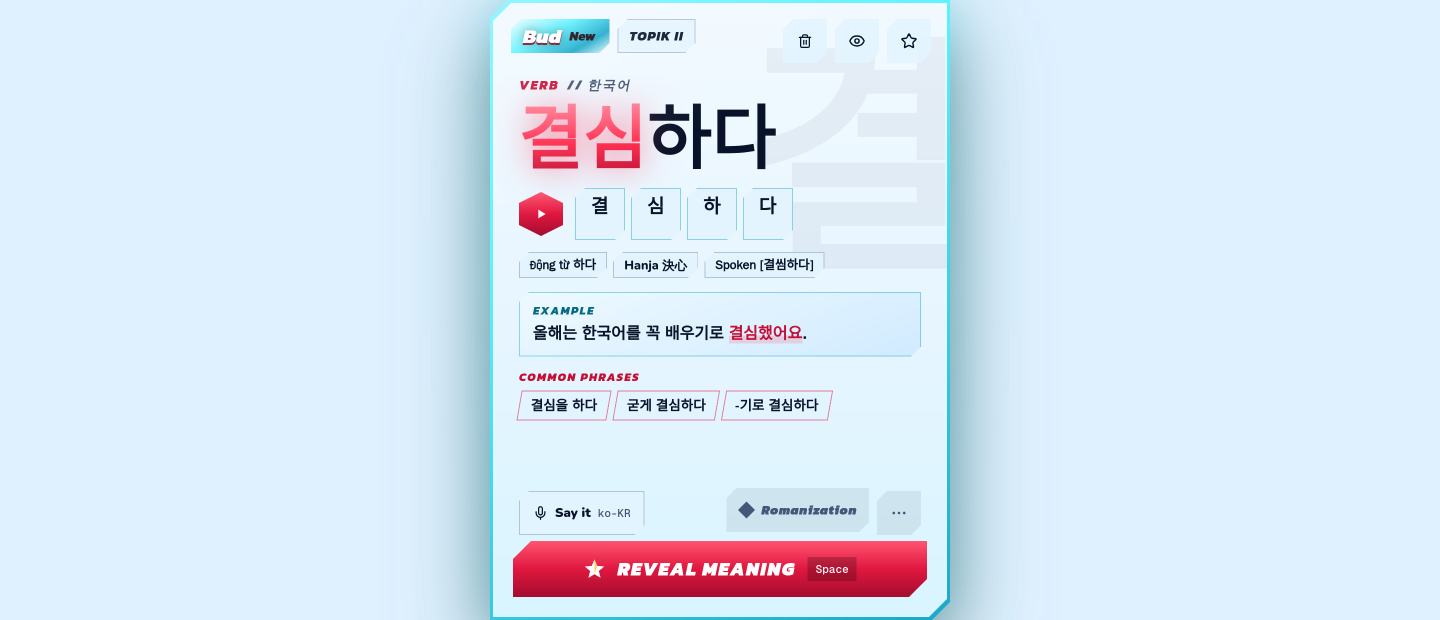 Bud New TOPIK II
VERB // 한국어
결심하다
결 심 하 다
Động từ 하다 Hanja 決心 Spoken [결씸하다]
EXAMPLE
올해는 한국어를 꼭 배우기로 결심했어요.
COMMON PHRASES
결심을 하다 굳게 결심하다 -기로 결심하다
Say it ko-KR Romanization ...
REVEAL MEANING Space